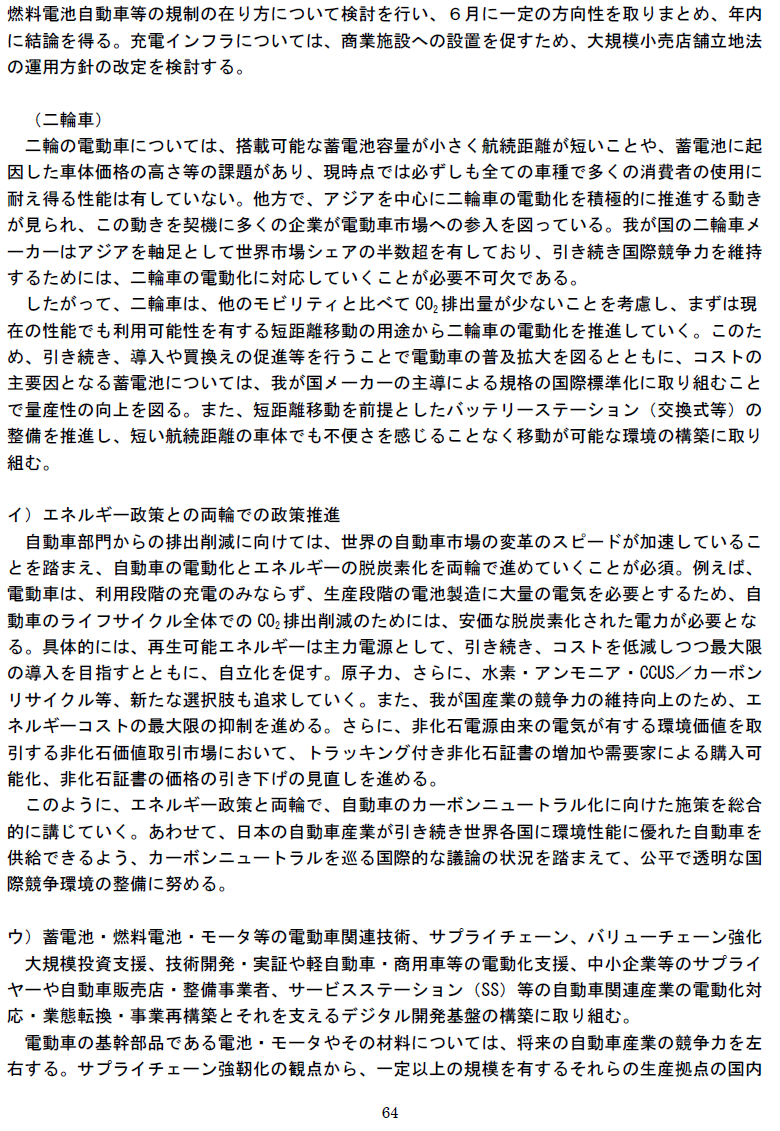 燃料電池自動車等の規制の在り方について検討を行い、６月に一定の方向性を取りまとめ、年内
に結論を得る。充電インフラについては、商業施設への設置を促すため、大規模小売店舗立地法
の運用方針の改定を検討する。
（二輪車）
二輪の電動車については、搭載可能な蓄電池容量が小さく航続距離が短いことや、蓄電池に起
因した車体価格の高さ等の課題があり、現時点では必ずしも全ての車種で多くの消費者の使用に
耐え得る性能は有していない。他方で、アジアを中心に二輪車の電動化を積極的に推進する動き
が見られ、この動きを契機に多くの企業が電動車市場への参入を図っている。我が国の二輪車メ
ーカーはアジアを軸足として世界市場シェアの半数超を有しており、引き続き国際競争力を維持
するためには、二輪車の電動化に対応していくことが必要不可欠である。
したがって、二輪車は、他のモビリティと比べて CO₂排出量が少ないことを考慮し、まずは現
在の性能でも利用可能性を有する短距離移動の用途から二輪車の電動化を推進していく。このた
め、引き続き、導入や買換えの促進等を行うことで電動車の普及拡大を図るとともに、コストの
主要因となる蓄電池については、我が国メーカーの主導による規格の国際標準化に取り組むこと
で量産性の向上を図る。また、短距離移動を前提としたバッテリーステーション（交換式等）の
整備を推進し、短い航続距離の車体でも不便さを感じることなく移動が可能な環境の構築に取り
組む。
イ）エネルギー政策との両輪での政策推進
自動車部門からの排出削減に向けては、世界の自動車市場の変革のスピードが加速しているこ
とを踏まえ、自動車の電動化とエネルギーの脱炭素化を両輪で進めていくことが必須。例えば、
電動車は、利用段階の充電のみならず、生産段階の電池製造に大量の電気を必要とするため、自
動車のライフサイクル全体での CO₂排出削減のためには、安価な脱炭素化された電力が必要とな
る。具体的には、再生可能エネルギーは主力電源として、引き続き、コストを低減しつつ最大限
の導入を目指すとともに、自立化を促す。原子力、さらに、水素・アンモニア・CCUS／カーボン
リサイクル等、新たな選択肢も追求していく。また、我が国産業の競争力の維持向上のため、エ
ネルギーコストの最大限の抑制を進める。さらに、非化石電源由来の電気が有する環境価値を取
引する非化石価値取引市場において、トラッキング付き非化石証書の増加や需要家による購入可
能化、非化石証書の価格の引き下げの見直しを進める。
このように、エネルギー政策と両輪で、自動車のカーボンニュートラル化に向けた施策を総合
的に講じていく。あわせて、日本の自動車産業が引き続き世界各国に環境性能に優れた自動車を
供給できるよう、カーボンニュートラルを巡る国際的な議論の状況を踏まえて、公平で透明な国
際競争環境の整備に努める。
ウ）蓄電池・燃料電池・モータ等の電動車関連技術、サプライチェーン、バリューチェーン強化
大規模投資支援、技術開発・実証や軽自動車・商用車等の電動化支援、中小企業等のサプライ
ヤーや自動車販売店・整備事業者、サービスステーション（SS）等の自動車関連産業の電動化対
応・業態転換・事業再構築とそれを支えるデジタル開発基盤の構築に取り組む。
電動車の基幹部品である電池・モータやその材料については、将来の自動車産業の競争力を左
右する。サプライチェーン強靱化の観点から、一定以上の規模を有するそれらの生産拠点の国内
64